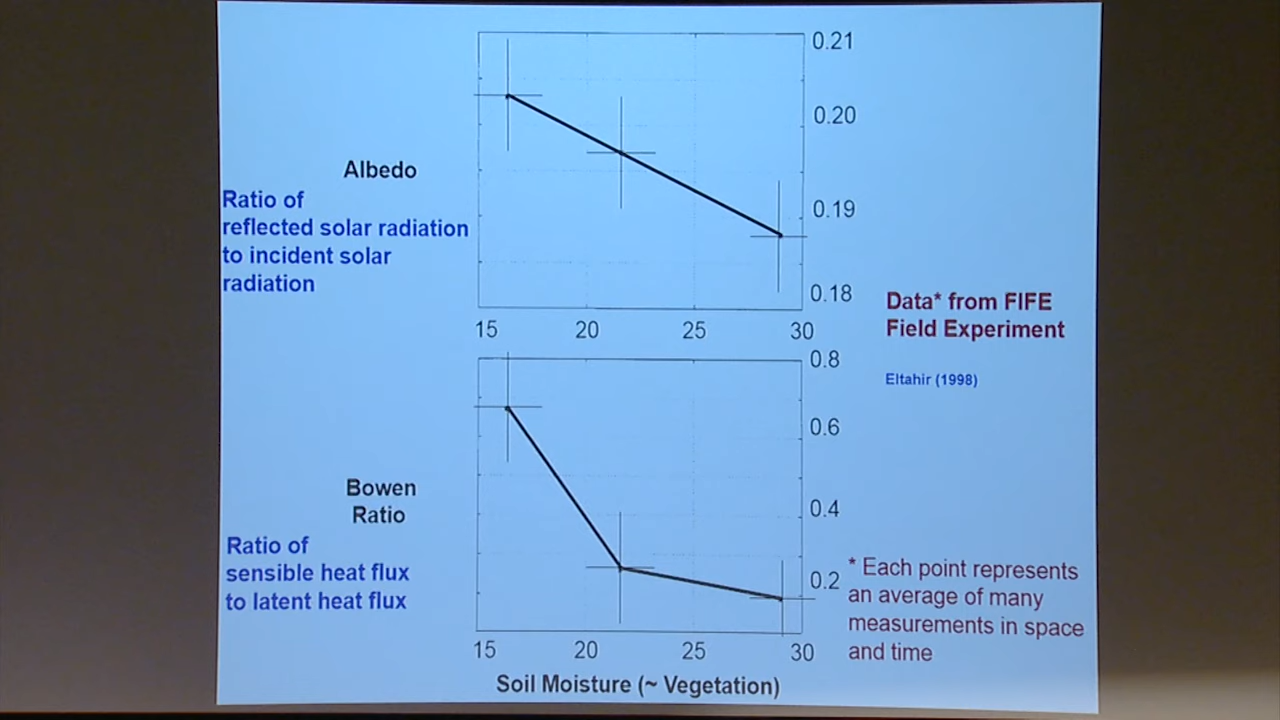 0.21
0.20
Albedo
Ratio of
reflected solar radiation
to incident solar
radiation
0.19
0.18
15 20 25 30
Data* from FIFE
Field Experiment
Eltahir (1998)
0.8
0.6
Bowen
Ratio
0.4
Ratio of
sensible heat flux
to latent heat flux
0.2
15 20 25 30
Soil Moisture (~ Vegetation)
* Each point represents
an average of many
measurements in space
and time